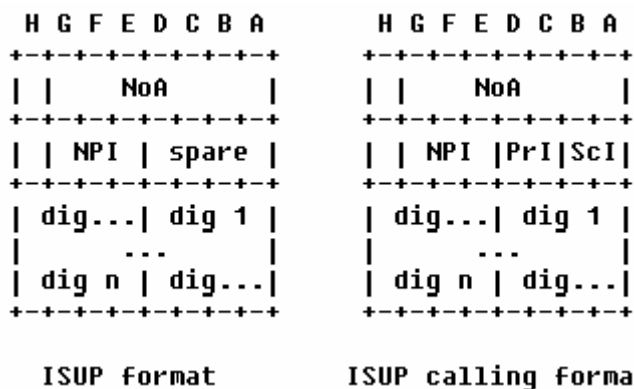 H G F E D C B A          H G F E D C B A
+-+-+-+-+-+-+-+-+      +-+-+-+-+-+-+-+-+
| |    NoA      |      | |    NoA      |
+-+-+-+-+-+-+-+-+      +-+-+-+-+-+-+-+-+
| | NPI | spare |      | | NPI |PrI|ScI|
+-+-+-+-+-+-+-+-+      +-+-+-+-+-+-+-+-+
| dig...| dig 1 |      | dig...| dig 1 |
|      ...      |      |      ...      |
| dig n | dig...|      | dig n | dig...|
+-+-+-+-+-+-+-+-+      +-+-+-+-+-+-+-+-+
ISUP format          ISUP calling forma